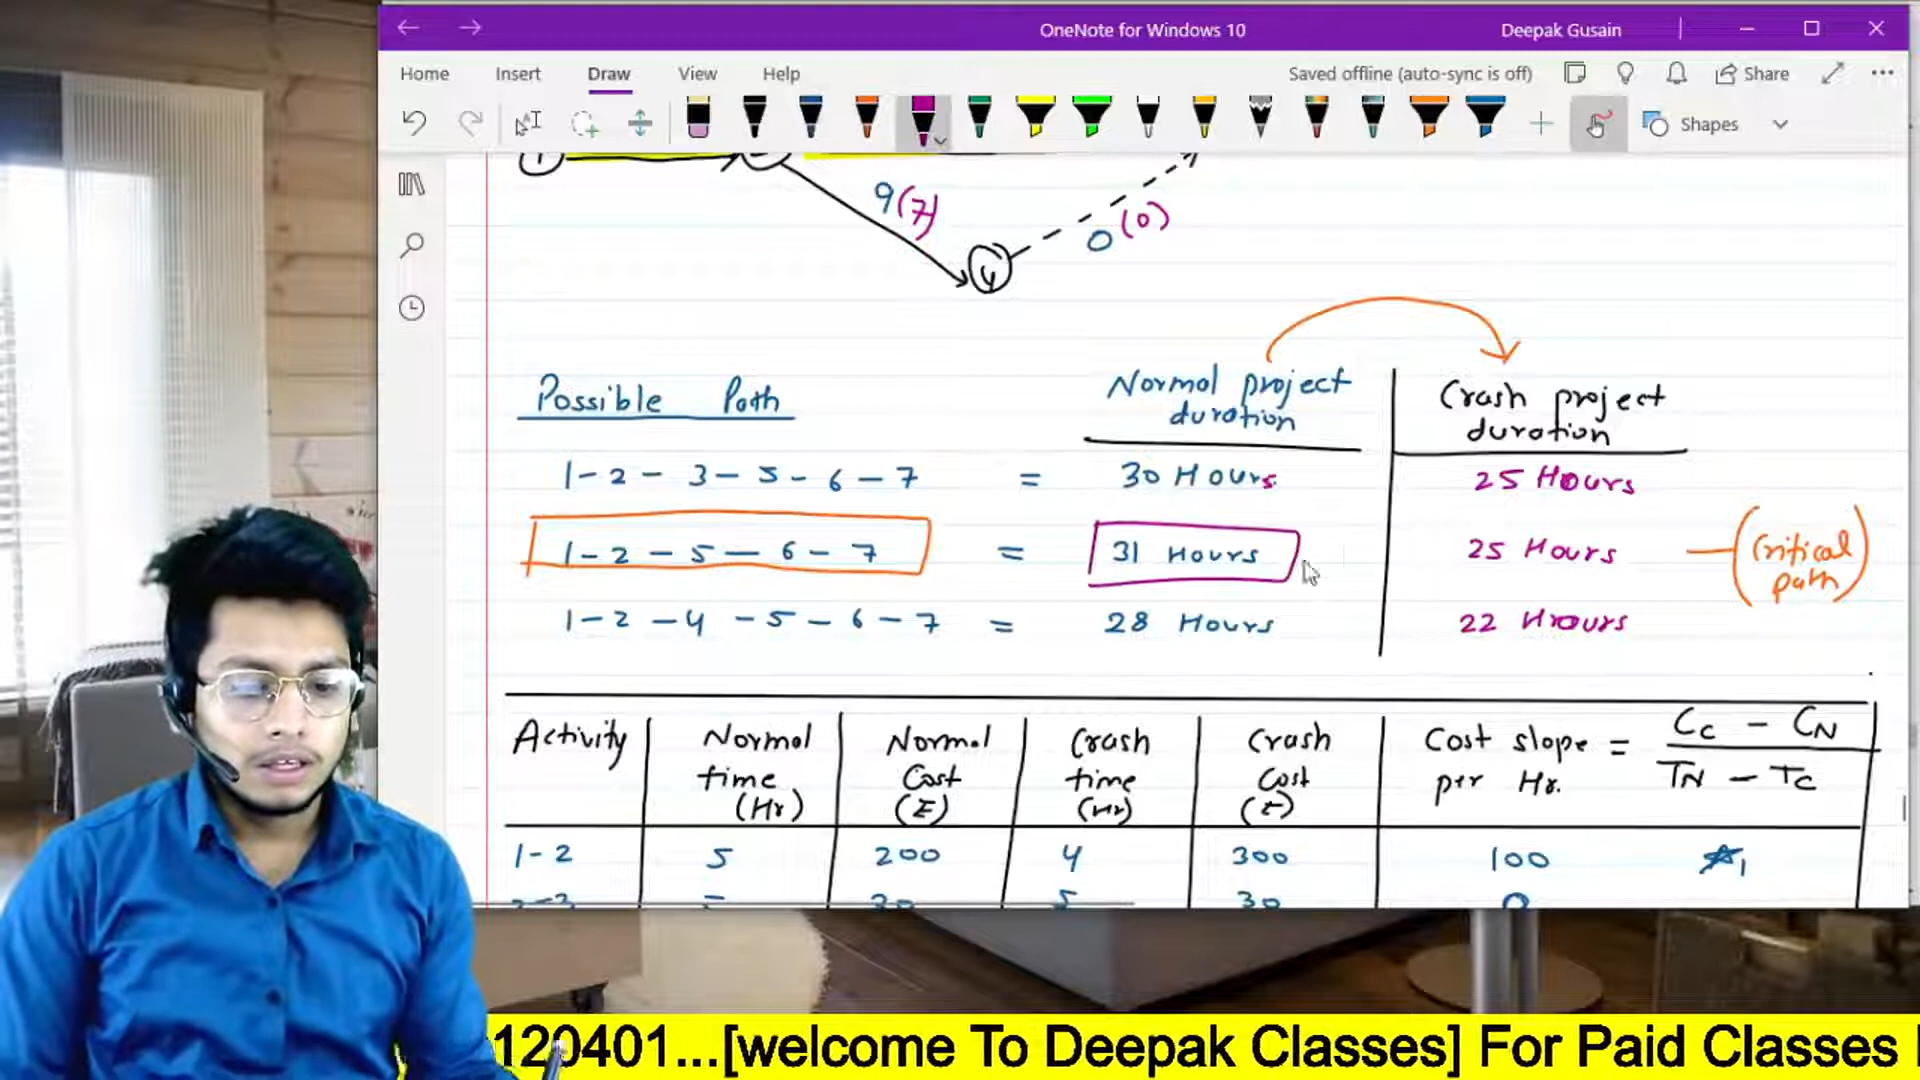 OneNote for Windows 10
Deepak Gusain
Home Insert Draw View Help
Saved offline (auto-sync is off)
Share
Shapes
9(7)
0(0)
4
Possible Path
Normal project duration
Crash project duration
1-2-3-5-6-7 = 30 Hours 25 Hours
1-2-5-6-7 = 31 Hours 25 Hours
(Critical path)
1-2-4-5-6-7 = 28 Hours 22 Hours
Activity
Normal time (Hr)
Normal Cost (₹)
Crash time (Hr)
Crash Cost (₹)
Cost slope per Hr. = Cc - CN / TN - Tc
1-2 5 200 4 300 100
30 5 30 0
120401...[welcome To Deepak Classes] For Paid Classes